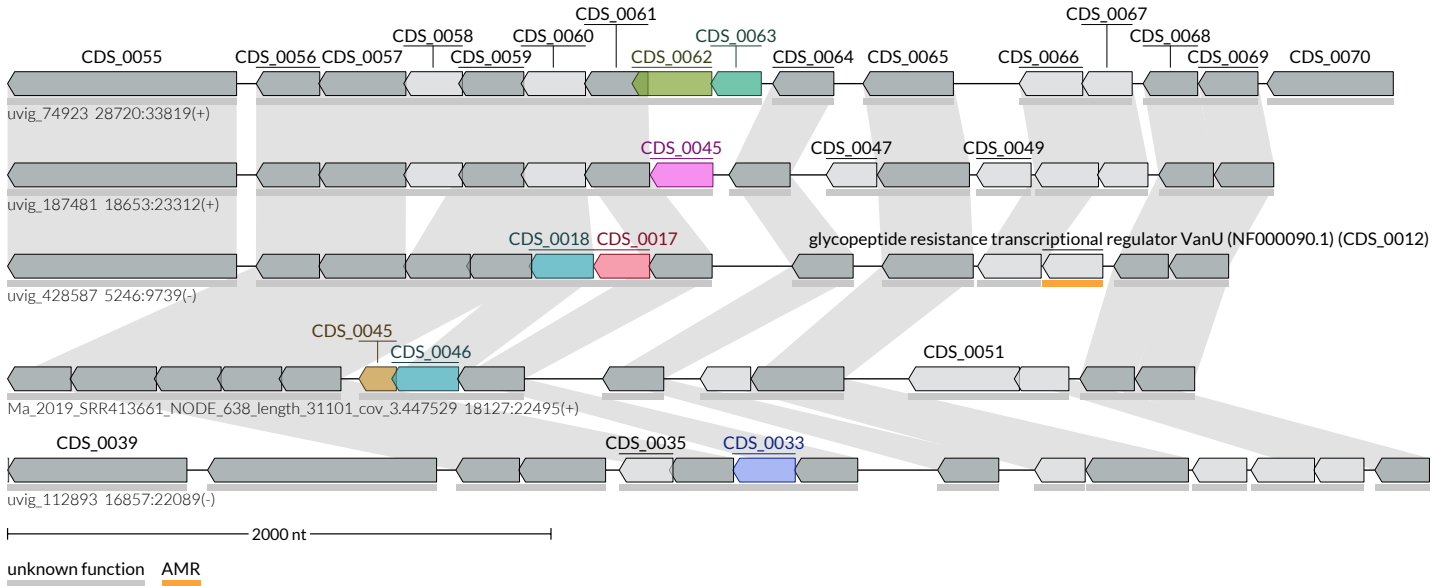 CDS_0061 CDS_0067
CDS_0058 CDS_0060 CDS_0063 CDS_0068
CDS_0055 CDS_0056 CDS_0057 CDS_0059 CDS_0062 CDS_0064 CDS_0065 CDS_0066 CDS_0069 CDS_0070
uvig_74923 28720:33819(+)
CDS_0045 CDS_0047 CDS_0049
uvig_187481 18653:23312(+)
CDS_0018 CDS_0017 glycopeptide resistance transcriptional regulator VanU (NF000090.1) (CDS_0012)
uvig_428587 5246:9739(-)
CDS_0045
CDS_0046 CDS_0051
Ma_2019_SRR413661_NODE_638_length_31101_cov_3.447529 18127:22495(+)
CDS_0039 CDS_0035 CDS_0033
uvig_112893 16857:22089(-)
2000 nt
unknown function AMR